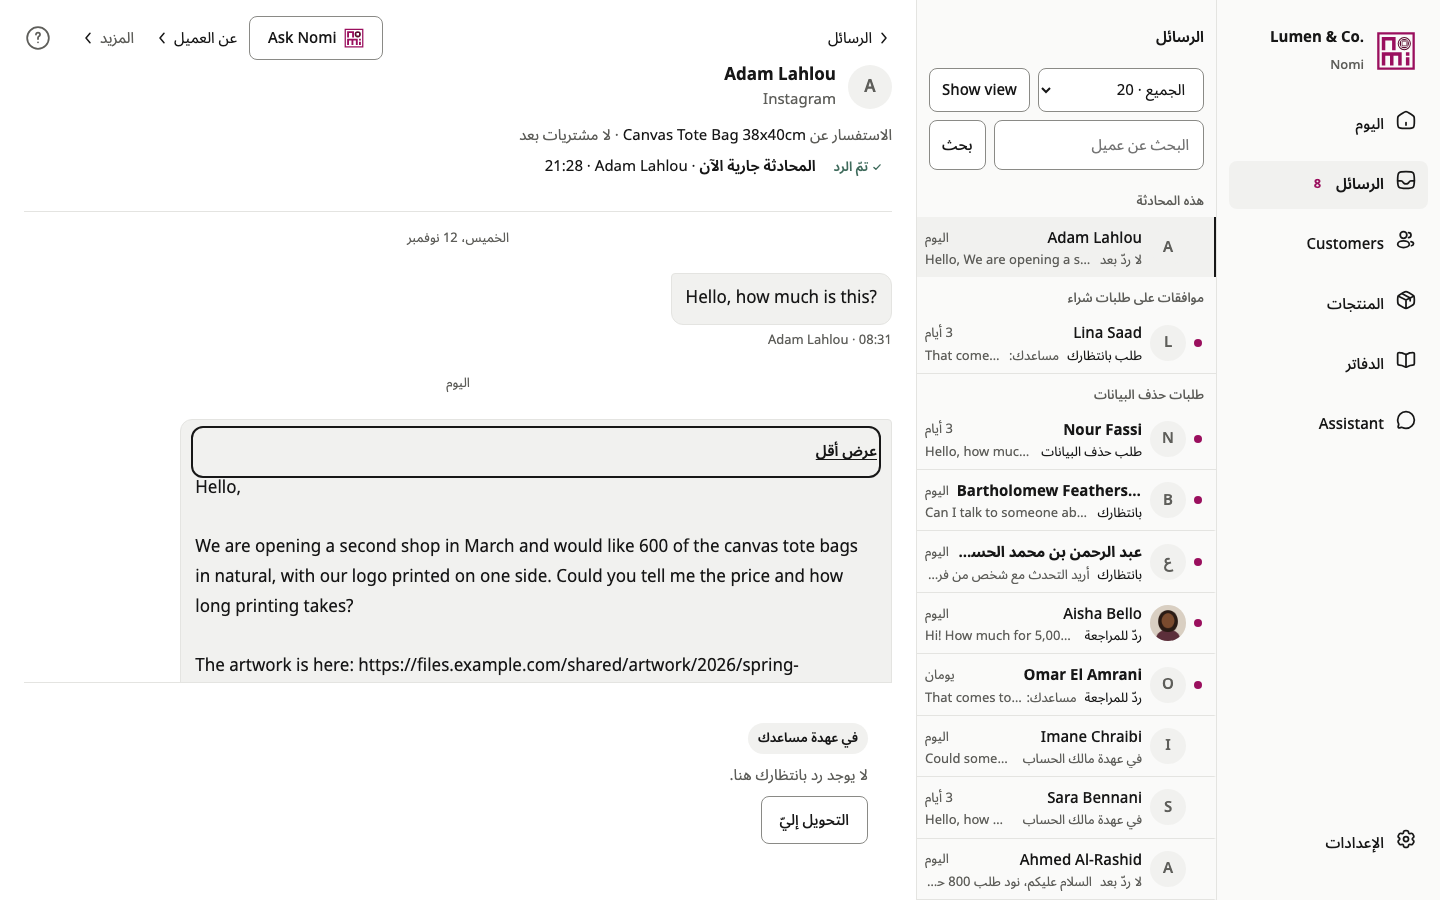 Lumen & Co.
Nomi
اليوم
الرسائل 8
Customers
المنتجات
الدفاتر
Assistant
الإعدادات
الرسائل
الجميع · 20
Show view
البحث عن عميل
بحث
هذه المحادثة
A
Adam Lahlou
اليوم
لا ردّ بعد
Hello, We are opening a s...
موافقات على طلبات شراء
L
Lina Saad
3 أيام
طلب بانتظارك
مساعدك: That come...
طلبات حذف البيانات
N
Nour Fassi
3 أيام
طلب حذف البيانات
Hello, how muc...
B
Bartholomew Feathers...
اليوم
بانتظارك
Can I talk to someone ab...
ع
عبد الرحمن بن محمد الحسـ...
اليوم
بانتظارك
أريد التحدث مع شخص من فر...
Aisha Bello
اليوم
ردّ للمراجعة
Hi! How much for 5,00...
O
Omar El Amrani
يومان
ردّ للمراجعة
مساعدك: That comes to...
I
Imane Chraibi
اليوم
في عهدة مالك الحساب
Could some...
S
Sara Bennani
3 أيام
في عهدة مالك الحساب
Hello, how ...
A
Ahmed Al-Rashid
اليوم
لا ردّ بعد
السلام عليكم، نود طلب 800 حـ...
الرسائل
Ask Nomi
عن العميل
المزيد
?
A
Adam Lahlou
Instagram
الاستفسار عن Canvas Tote Bag 38x40cm · لا مشتريات بعد
✓ تمّ الرد
المحادثة جارية الآن · Adam Lahlou · 21:28
الخميس، 12 نوفمبر
Hello, how much is this?
Adam Lahlou · 08:31
اليوم
عرض أقل
Hello,
We are opening a second shop in March and would like 600 of the canvas tote bags
in natural, with our logo printed on one side. Could you tell me the price and how
long printing takes?
The artwork is here: https://files.example.com/shared/artwork/2026/spring-
في عهدة مساعدك
لا يوجد رد بانتظارك هنا.
التحويل إليّ